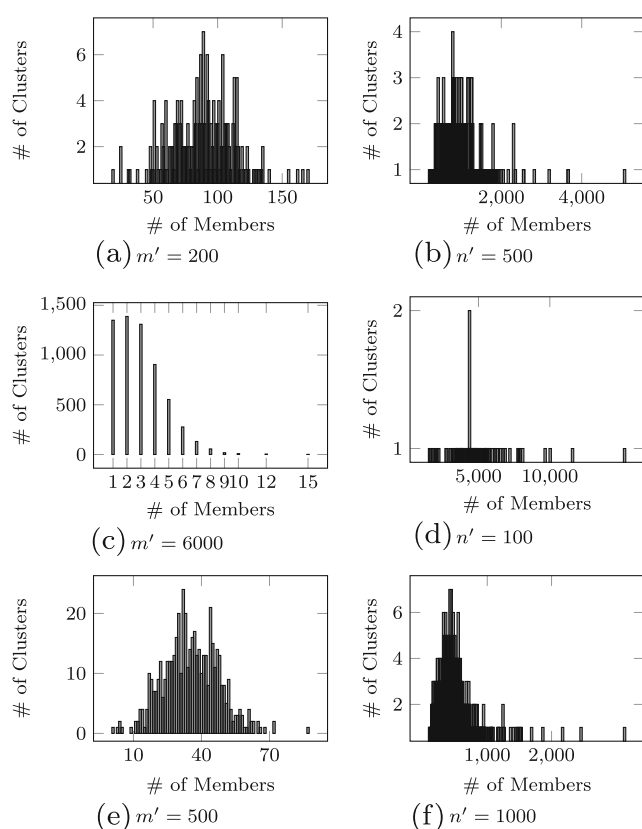 # of Clusters
6
4
2
50
100
150
# of Members
(a) m′ = 200
# of Clusters
4
3
2
1
2,000
4,000
# of Members
(b) n′ = 500
# of Clusters
1,500
1,000
500
0
1 2 3 4 5 6 7 8 9 10 12 15
# of Members
(c) m′ = 6000
# of Clusters
2
1
5,000
10,000
# of Members
(d) n′ = 100
# of Clusters
20
10
0
10
40
70
# of Members
(e) m′ = 500
# of Clusters
6
4
2
1,000
2,000
# of Members
(f) n′ = 1000